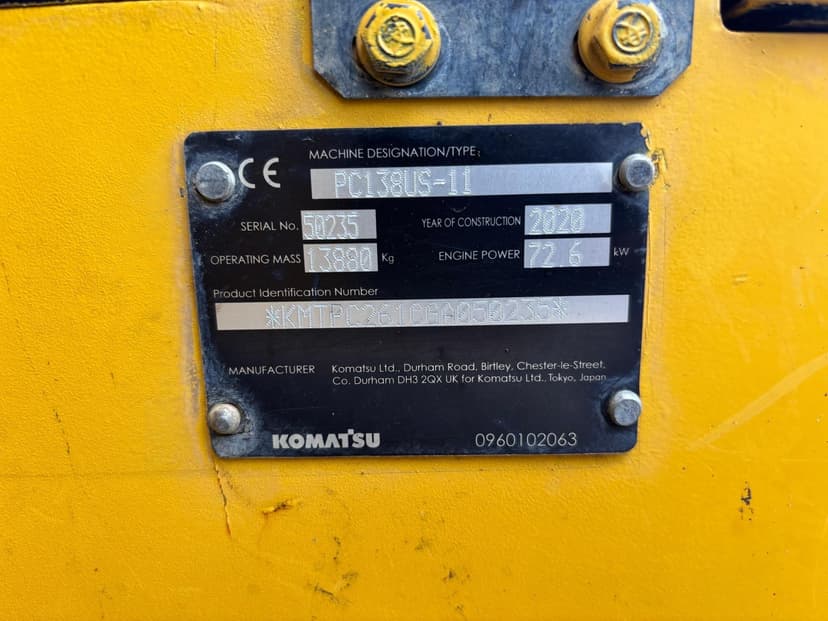 CE
MACHINE DESIGNATION/TYPE:
PC138US-11
SERIAL No. 50235 YEAR OF CONSTRUCTION 2020
OPERATING MASS 13880 Kg ENGINE POWER 72.6 kW
Product Identification Number
MANUFACTURER Komatsu Ltd., Durham Road, Birtley, Chester-le-Street,
Co. Durham DH3 2QX UK for Komatsu Ltd., Tokyo, Japan
KOMATSU 0960102063